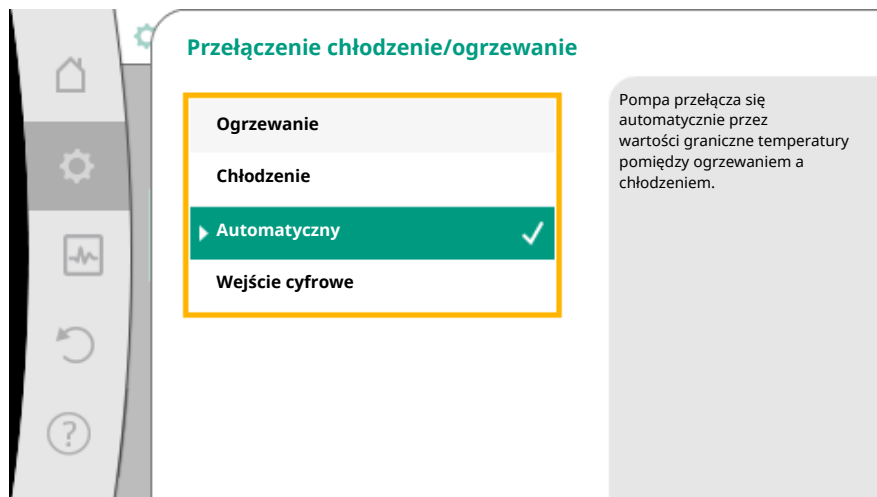 Przełączenie chłodzenie/ogrzewanie
Ogrzewanie
Chłodzenie
Automatyczny
Wejście cyfrowe
Pompa przełącza się
automatycznie przez
wartości graniczne temperatury
pomiędzy ogrzewaniem a
chłodzeniem.
?